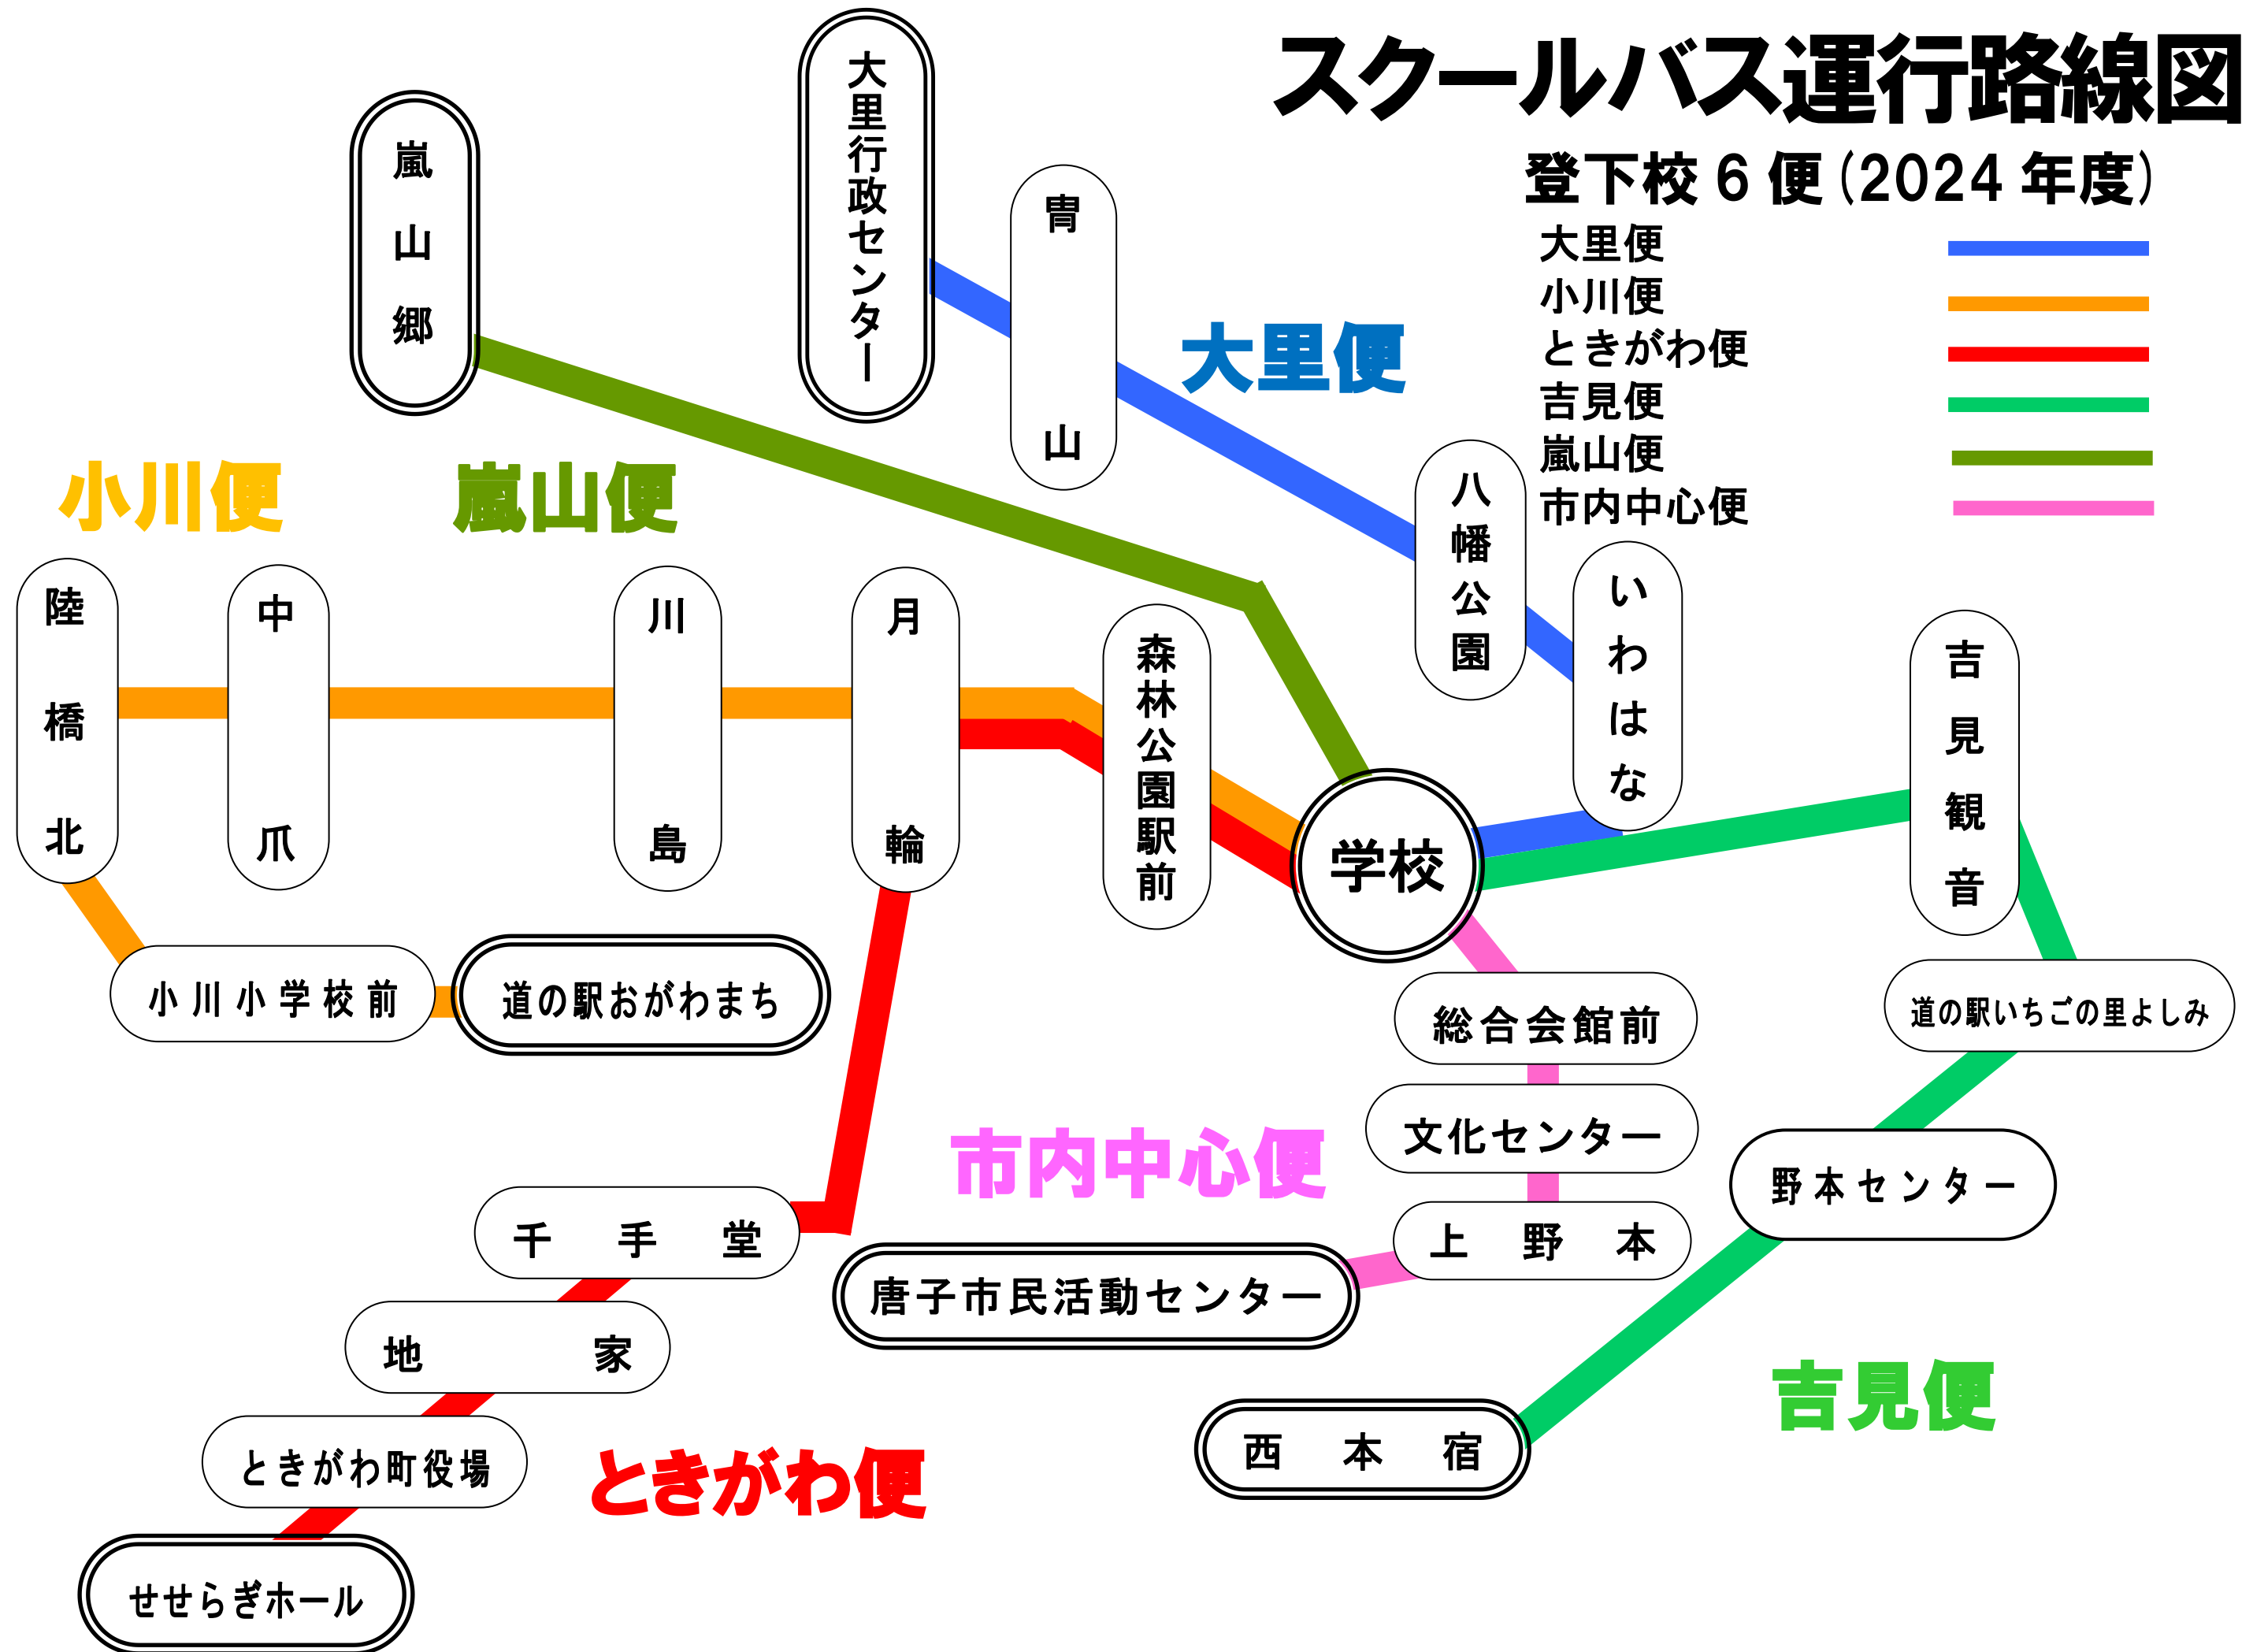 スクールバス運行路線図
登下校6便(2024年度)
大里便
小川便
ときがわ便
吉見便
嵐山便
市内中心便
嵐山郷
大里行政センター
冑山
大里便
八幡公園
いわはな
小川便
嵐山便
陸橋北
中爪
川島
月輪
森林公園駅前
学校
吉見観音
小川小学校前
道の駅おがわまち
総合会館前
道の駅いちごの里よしみ
文化センター
市内中心便
野本センター
千手堂
上野本
唐子市民活動センター
地家
吉見便
西本宿
ときがわ町役場
ときがわ便
せせらぎホール